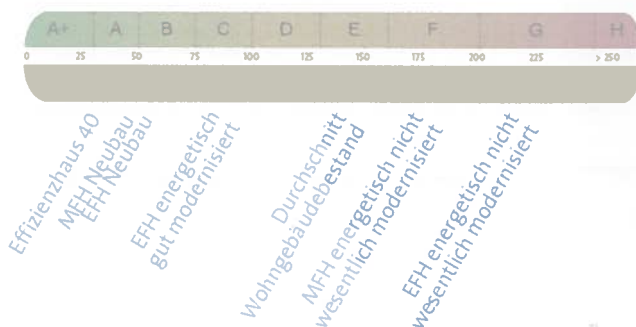 A+ A B C D E F G H
0 25 50 75 100 125 150 175 200 225 > 250
Effizienzhaus 40
MFH Neubau
EFH Neubau
EFH energetisch
gut modernisiert
Durchschnitt
Wohngebäudebestand
MFH energetisch nicht
wesentlich modernisiert
EFH energetisch nicht
wesentlich modernisiert